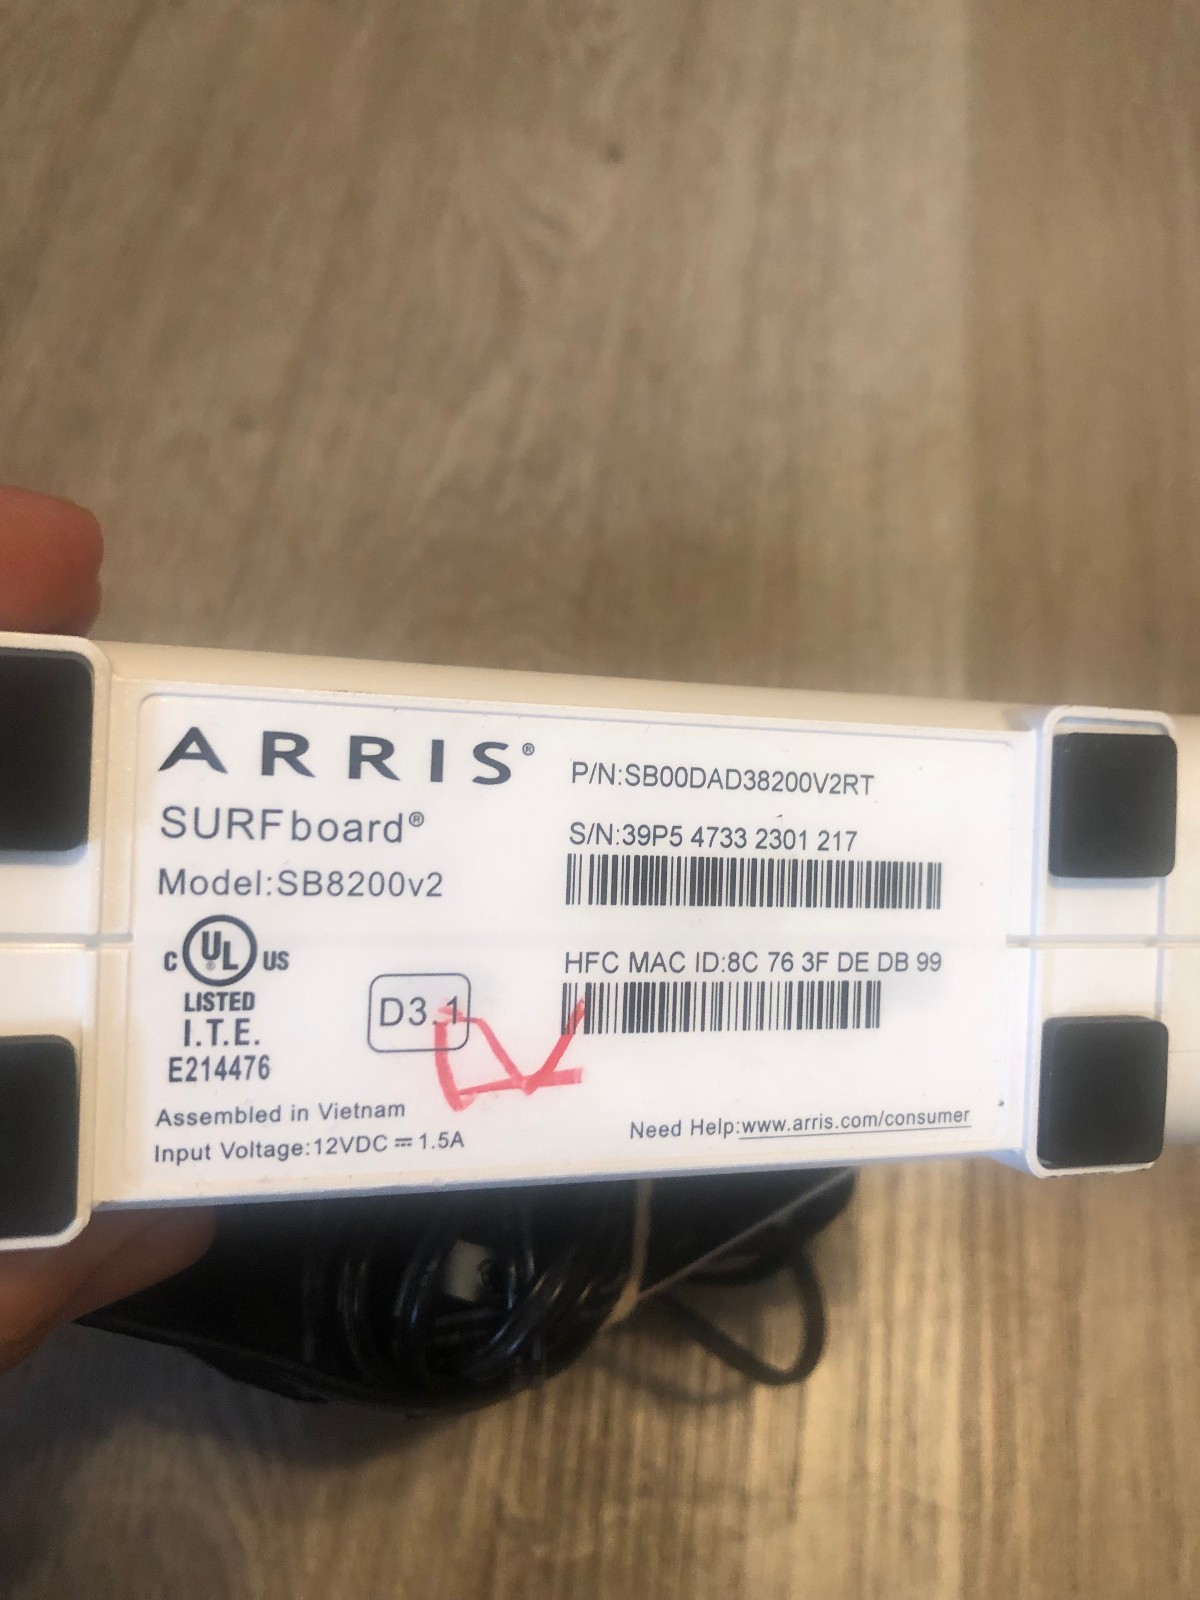 ARRIS®
SURFboard®
Model:SB8200v2
C UL® US
LISTED
I.T.E.
E214476
D3.1
Assembled in Vietnam
Input Voltage:12VDC ⎓ 1.5A
P/N:SB00DAD38200V2RT
S/N:39P5 4733 2301 217
HFC MAC ID:8C 76 3F DE DB 99
Need Help:www.arris.com/consumer